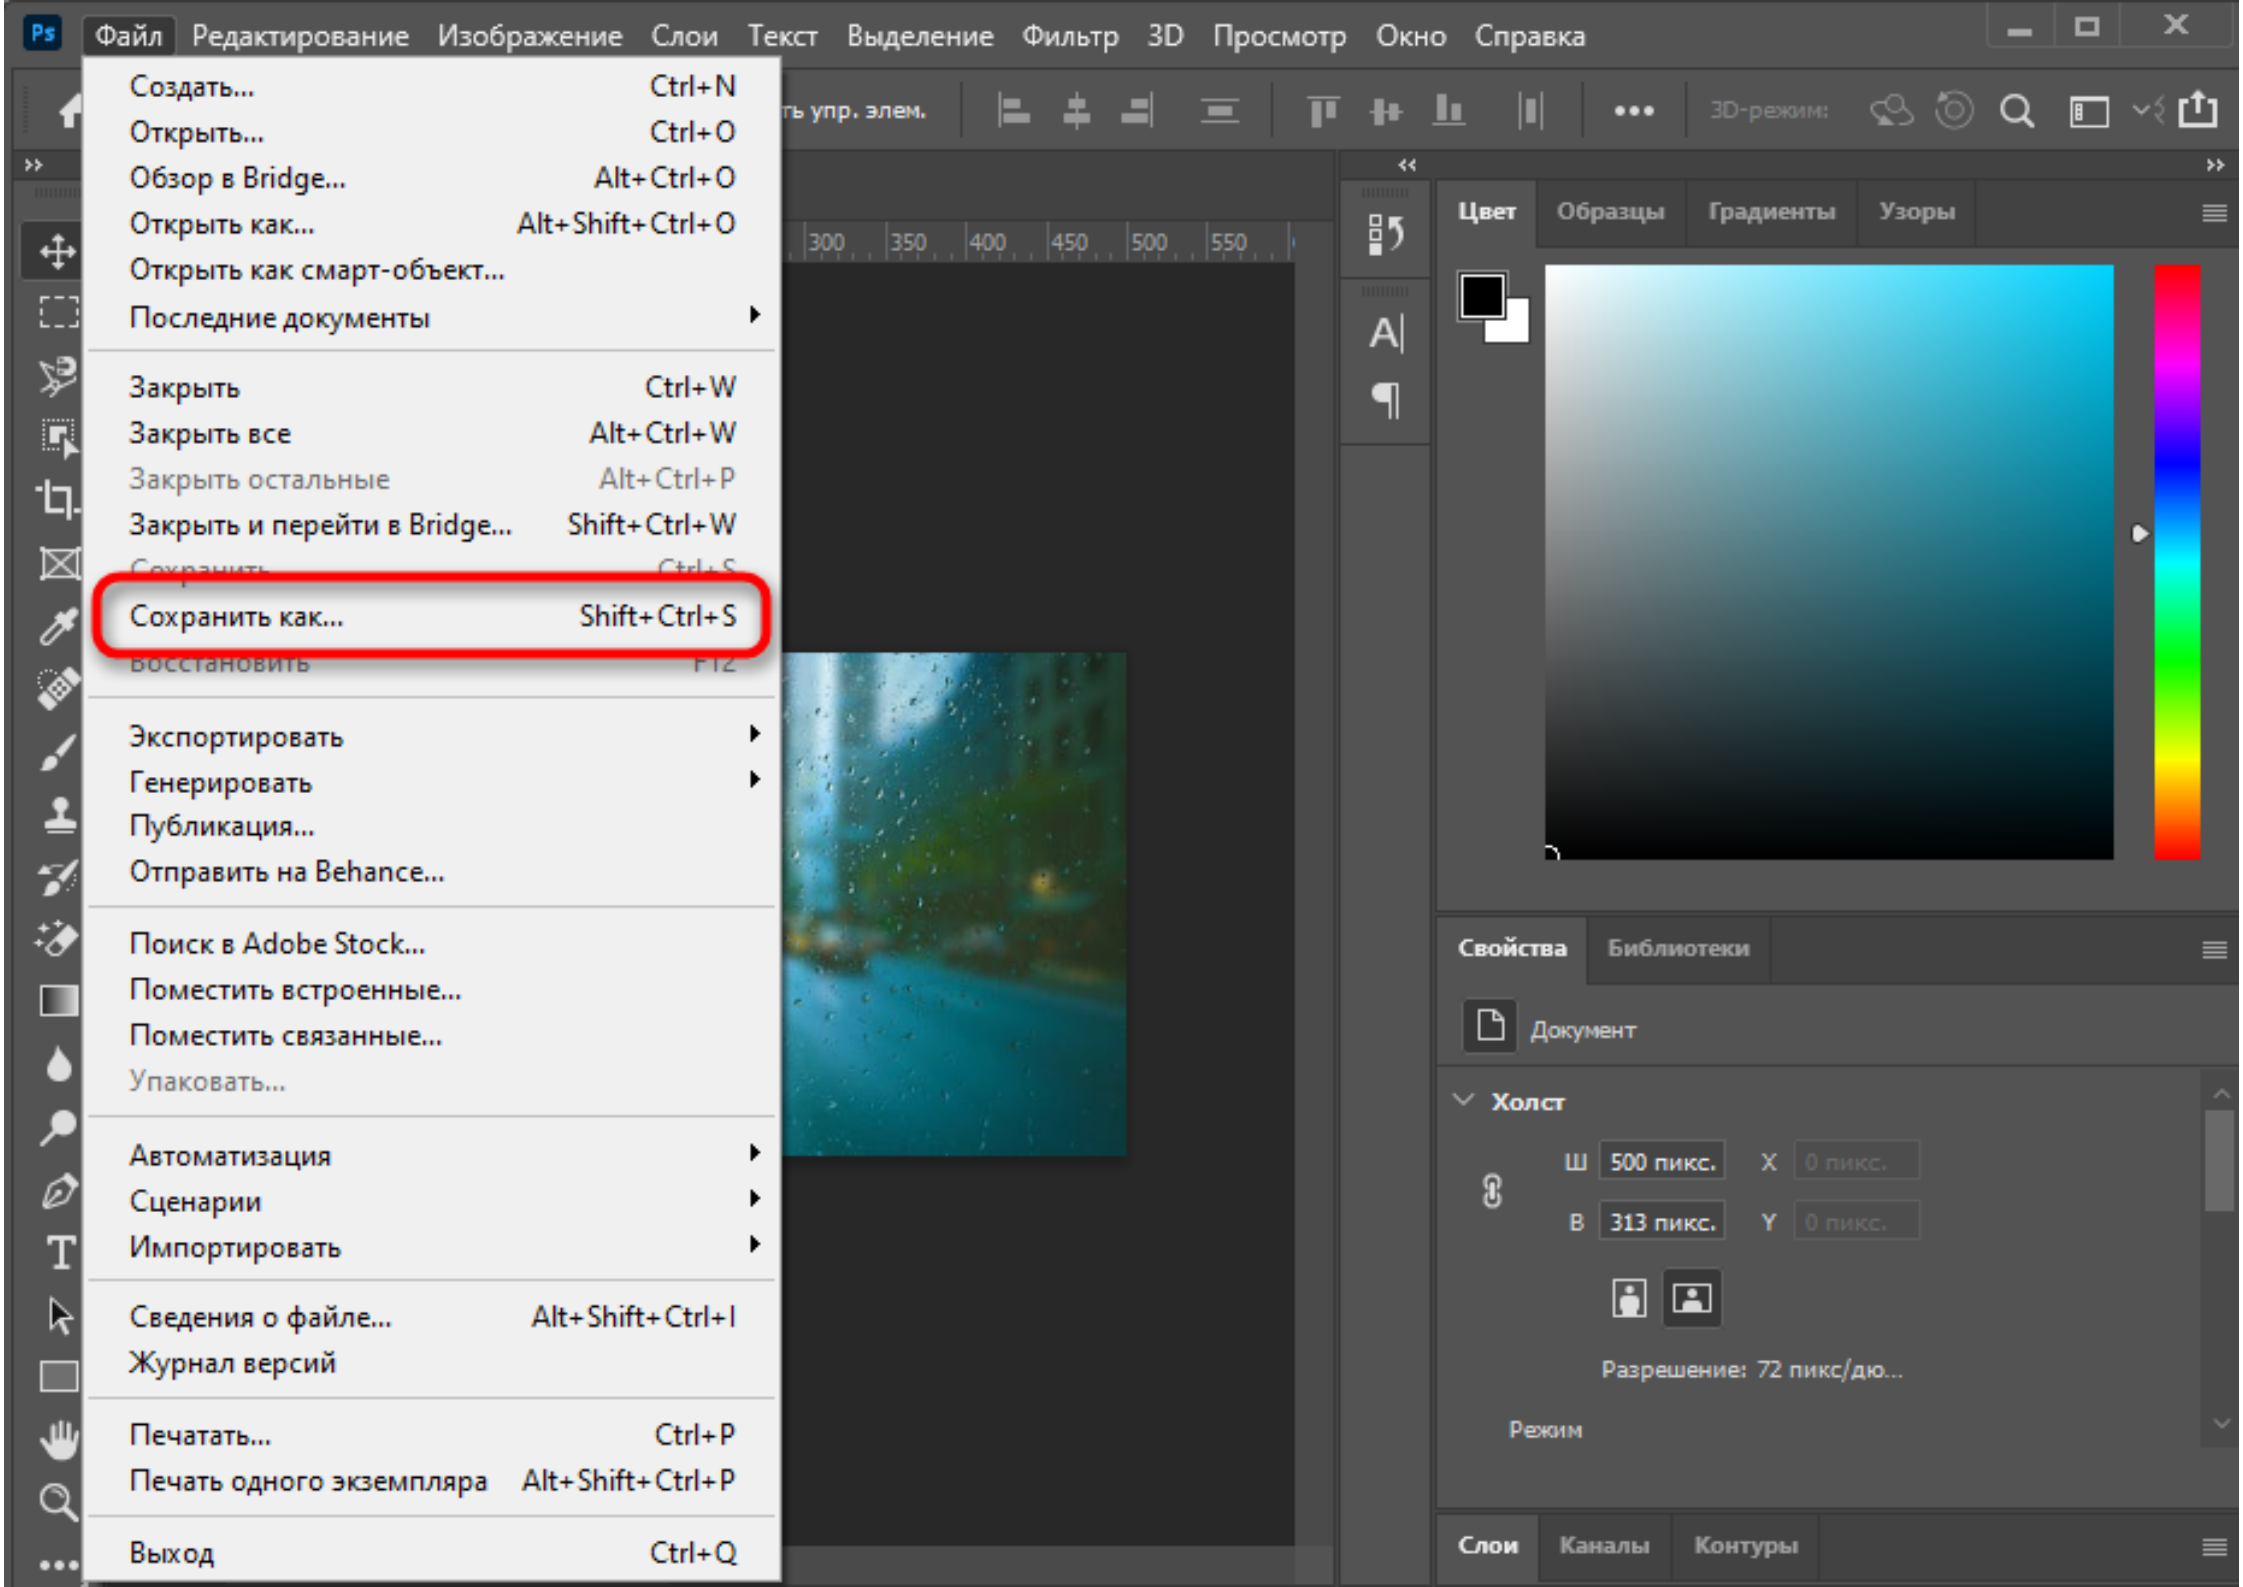 Ps Файл Редактирование Изображение Слои Текст Выделение Фильтр 3D Просмотр Окно Справка
ть упр. элем. 3D-режим:
Создать... Ctrl+N
Открыть... Ctrl+O
Обзор в Bridge... Alt+Ctrl+O
Открыть как... Alt+Shift+Ctrl+O
Открыть как смарт-объект...
Последние документы
Закрыть Ctrl+W
Закрыть все Alt+Ctrl+W
Закрыть остальные Alt+Ctrl+P
Закрыть и перейти в Bridge... Shift+Ctrl+W
Сохранить Ctrl+S
Сохранить как... Shift+Ctrl+S
Восстановить F12
Экспортировать
Генерировать
Публикация...
Отправить на Behance...
Поиск в Adobe Stock...
Поместить встроенные...
Поместить связанные...
Упаковать...
Автоматизация
Сценарии
Импортировать
Сведения о файле... Alt+Shift+Ctrl+I
Журнал версий
Печатать... Ctrl+P
Печать одного экземпляра Alt+Shift+Ctrl+P
Выход Ctrl+Q
300 350 400 450 500 550
Цвет Образцы Градиенты Узоры
Свойства Библиотеки
Документ
Холст
Ш 500 пикс. X 0 пикс.
В 313 пикс. Y 0 пикс.
Разрешение: 72 пикс/дю...
Режим
Слои Каналы Контуры